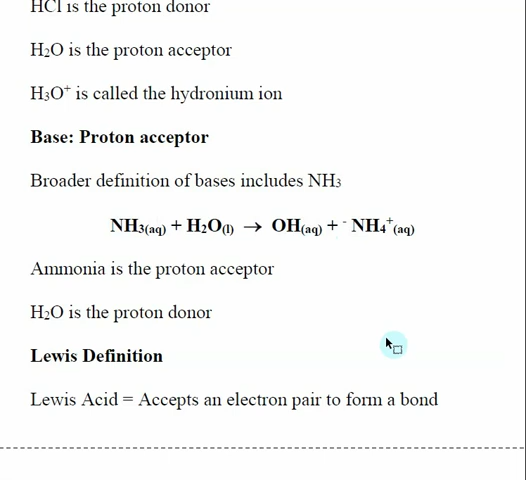 HCl is the proton donor
H₂O is the proton acceptor
H₃O⁺ is called the hydronium ion
Base: Proton acceptor
Broader definition of bases includes NH₃
NH₃(aq) + H₂O(l) → OH(aq) + ⁻ NH₄⁺(aq)
Ammonia is the proton acceptor
H₂O is the proton donor
Lewis Definition
Lewis Acid = Accepts an electron pair to form a bond